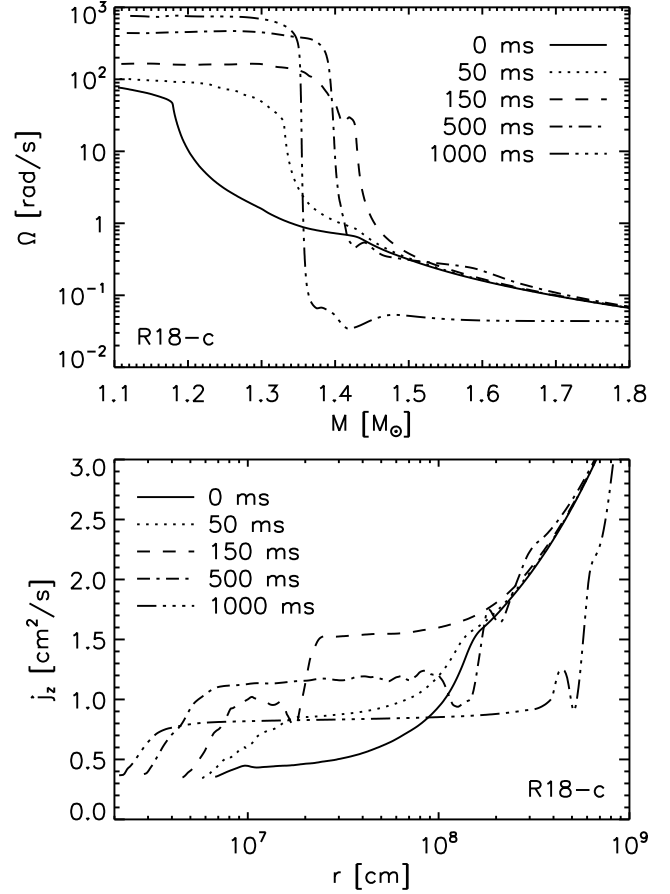 10³
10²
10
1
10⁻¹
10⁻²
Ω [rad/s]
0 ms
50 ms
150 ms
500 ms
1000 ms
R18-c
1.1 1.2 1.3 1.4 1.5 1.6 1.7 1.8
M [M⊙]
3.0
2.5
2.0
1.5
1.0
0.5
0.0
j_z [cm²/s]
0 ms
50 ms
150 ms
500 ms
1000 ms
R18-c
10⁷ 10⁸ 10⁹
r [cm]